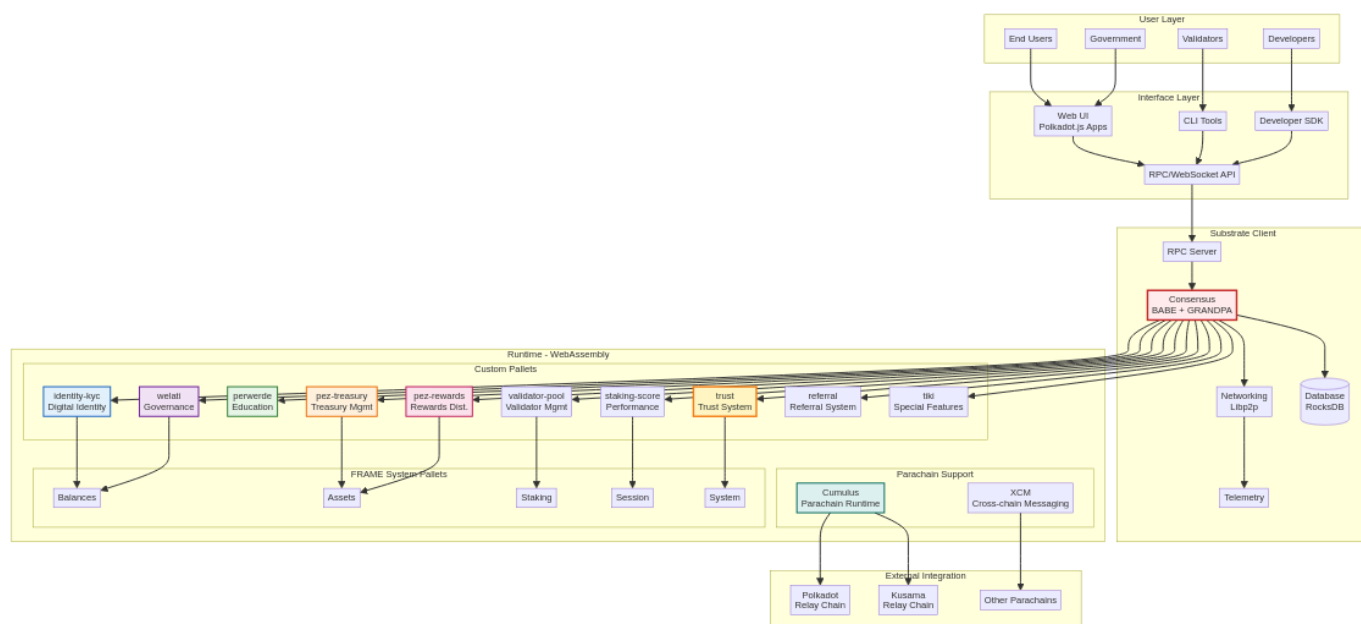 User Layer
End Users
Government
Validators
Developers
Interface Layer
Web UI
Polkadot.js Apps
CLI Tools
Developer SDK
RPC/WebSocket API
Substrate Client
RPC Server
Consensus
BABE + GRANDPA
Networking
Libp2p
Database
RocksDB
Telemetry
Runtime - WebAssembly
Custom Pallets
identity-kyc
Digital Identity
welati
Governance
perwerde
Education
pez-treasury
Treasury Mgmt
pez-rewards
Rewards Dist.
validator-pool
Validator Mgmt
staking-score
Performance
trust
Trust System
referral
Referral System
tiki
Special Features
FRAME System Pallets
Balances
Assets
Staking
Session
System
Parachain Support
Cumulus
Parachain Runtime
XCM
Cross-chain Messaging
External Integration
Polkadot
Relay Chain
Kusama
Relay Chain
Other Parachains